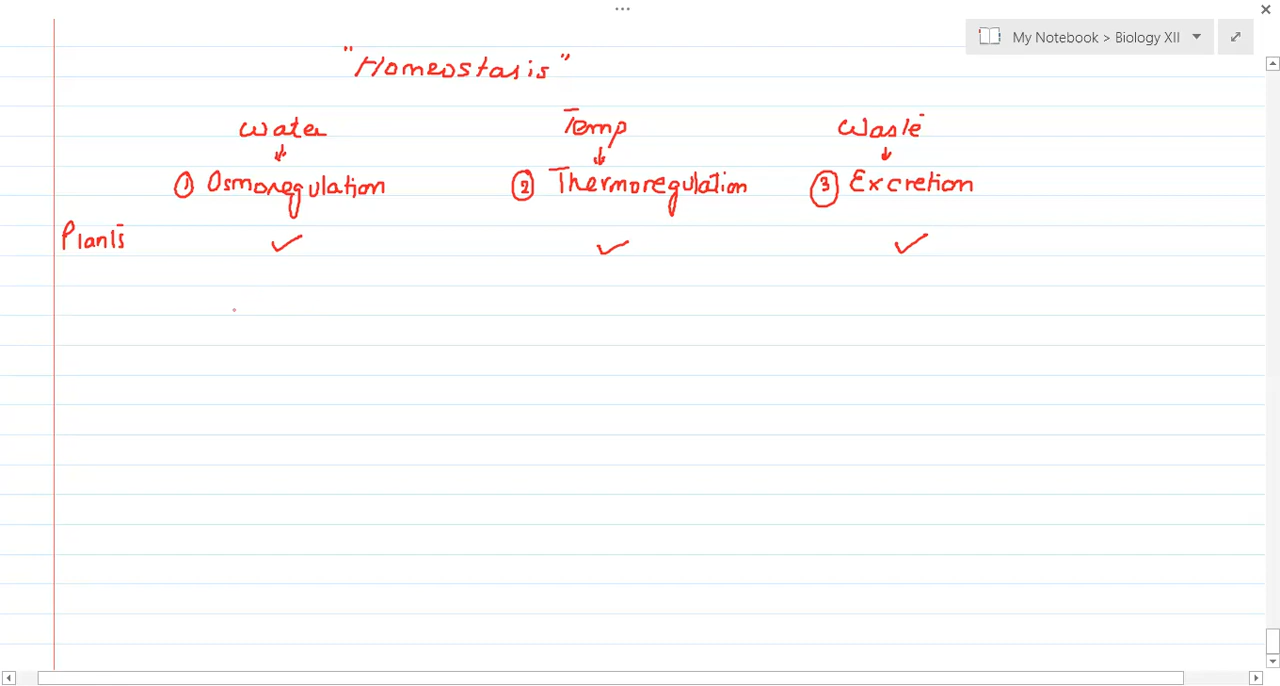 My Notebook > Biology XII
"Homeostasis"
Water Temp Waste
① Osmoregulation ② Thermoregulation ③ Excretion
Plants ✓ ✓ ✓